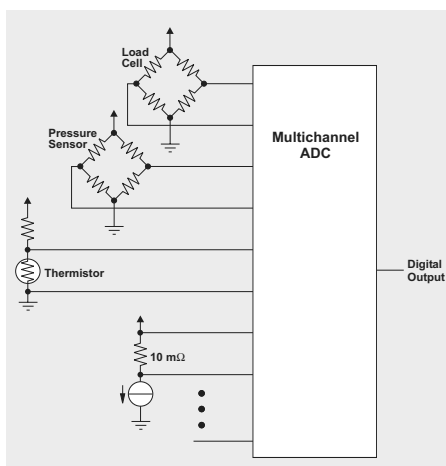 Load
Cell
Pressure
Sensor
Multichannel
ADC
Thermistor
Digital
Output
10 mΩ